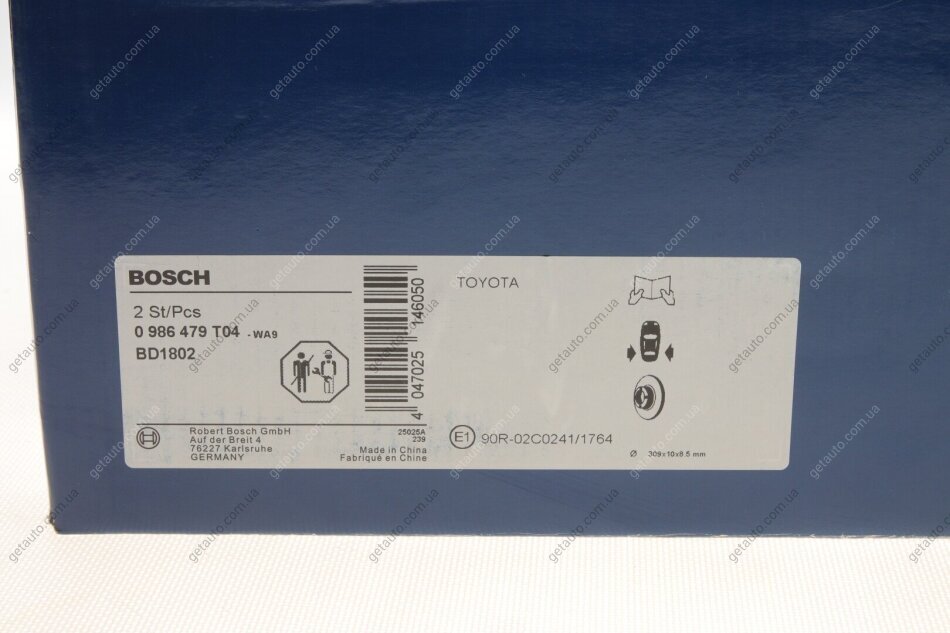 BOSCH
2 St/Pcs
0 986 479 T04 - WA9
BD1802
4 047025 146050
Robert Bosch GmbH
Auf der Breit 4
76227 Karlsruhe
GERMANY
25025A
239
Made in China
Fabriqué en Chine
TOYOTA
E1 90R-02C0241/1764
Ø 309x10x8.5 mm
getauto.com.ua